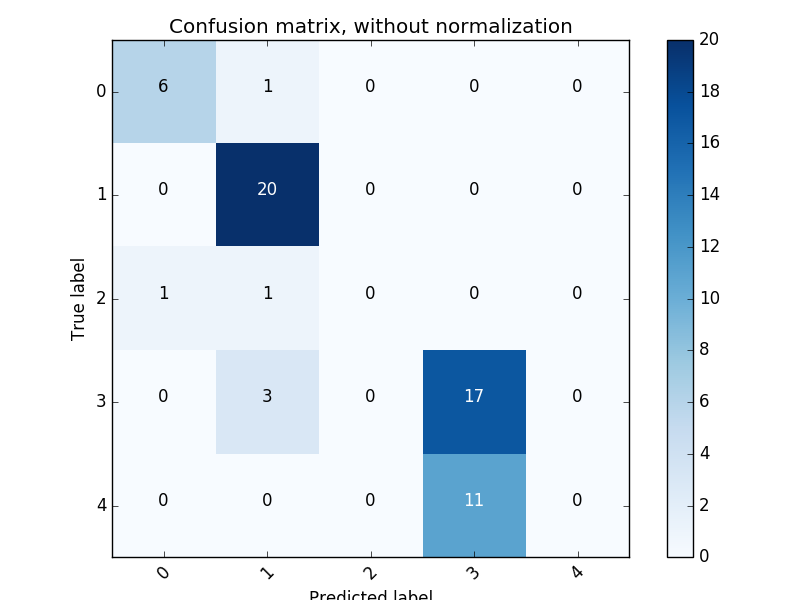 Confusion matrix, without normalization
0 6 1 0 0 0
1 0 20 0 0 0
2 1 1 0 0 0
3 0 3 0 17 0
4 0 0 0 11 0
0 1 2 3 4
True label
Predicted label
20
18
16
14
12
10
8
6
4
2
0